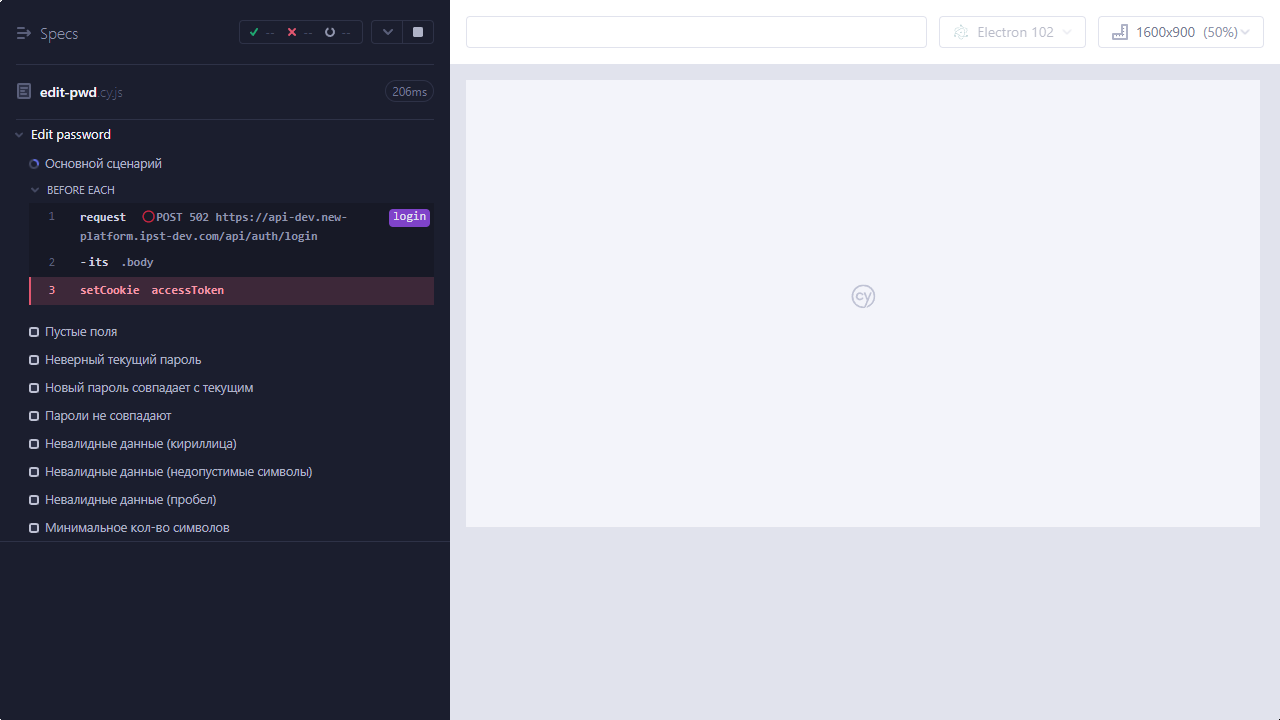 Specs
-- -- --
edit-pwd.cy.js
206ms
Edit password
Основной сценарий
BEFORE EACH
1 request POST 502 https://api-dev.new-platform.ipst-dev.com/api/auth/login login
2 -its .body
3 setCookie accessToken
Пустые поля
Неверный текущий пароль
Новый пароль совпадает с текущим
Пароли не совпадают
Невалидные данные (кириллица)
Невалидные данные (недопустимые символы)
Невалидные данные (пробел)
Минимальное кол-во символов
Electron 102
1600x900 (50%)
cy